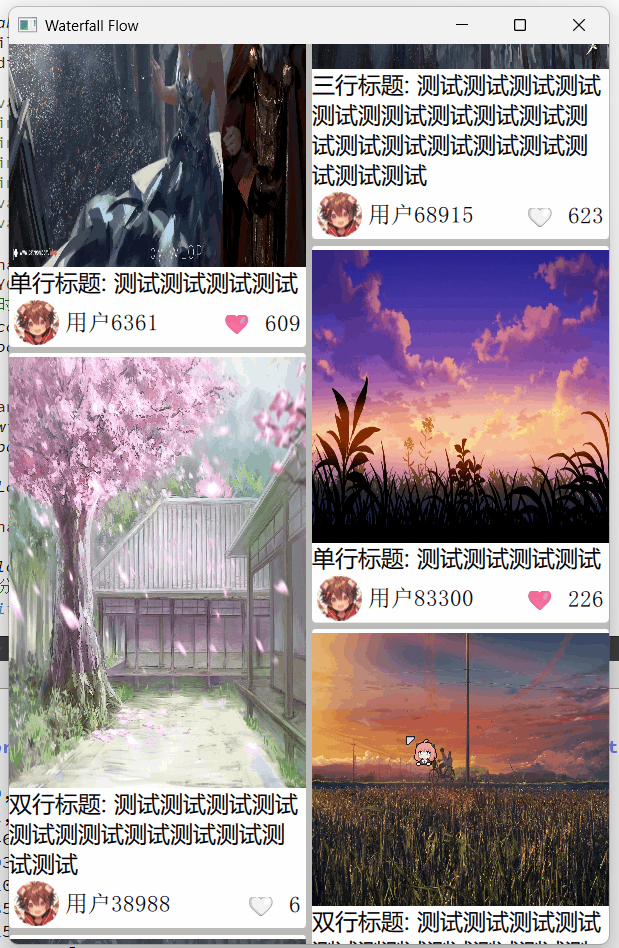 Waterfall Flow
单行标题: 测试测试测试测试
用户6361 609
双行标题: 测试测试测试测试
测试测测试测试测试测试测
试测试
用户38988 6
三行标题: 测试测试测试测试
测试测测试测试测试测试测
试测试测试测试测试测试测
试测试测试
用户68915 623
单行标题: 测试测试测试测试
用户83300 226
双行标题: 测试测试测试测试